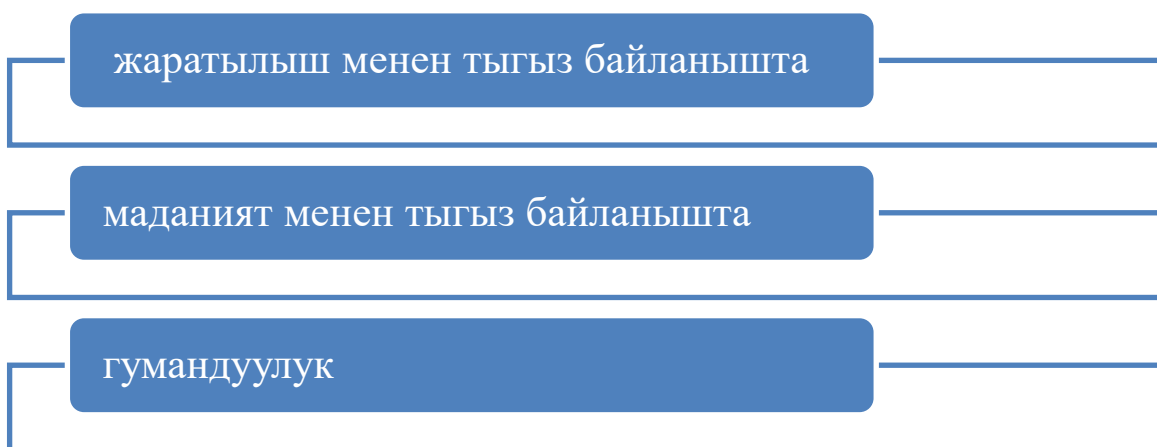 жаратылыш менен тыгыз байланышта
маданият менен тыгыз байланышта
гумандуулук